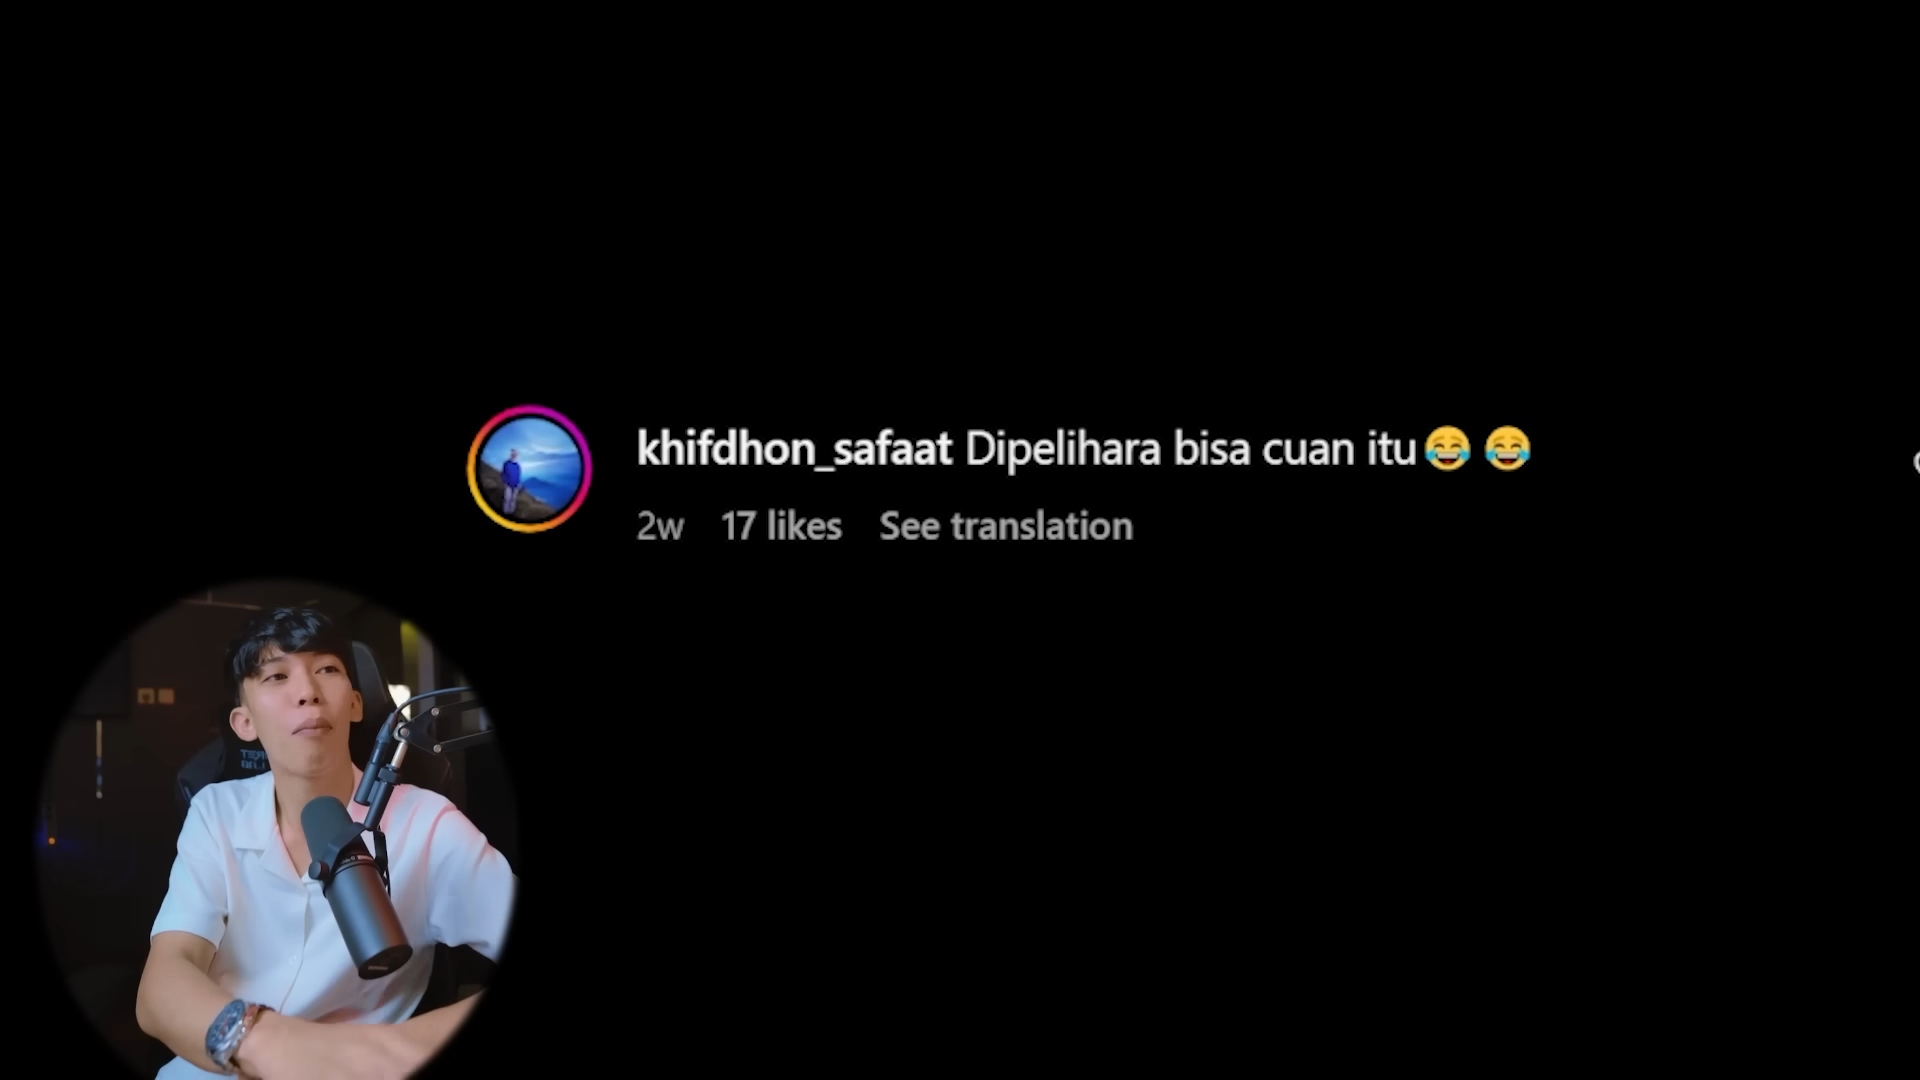 khifdhon_safaat Dipelihara bisa cuan itu😂 😂
2w 17 likes See translation